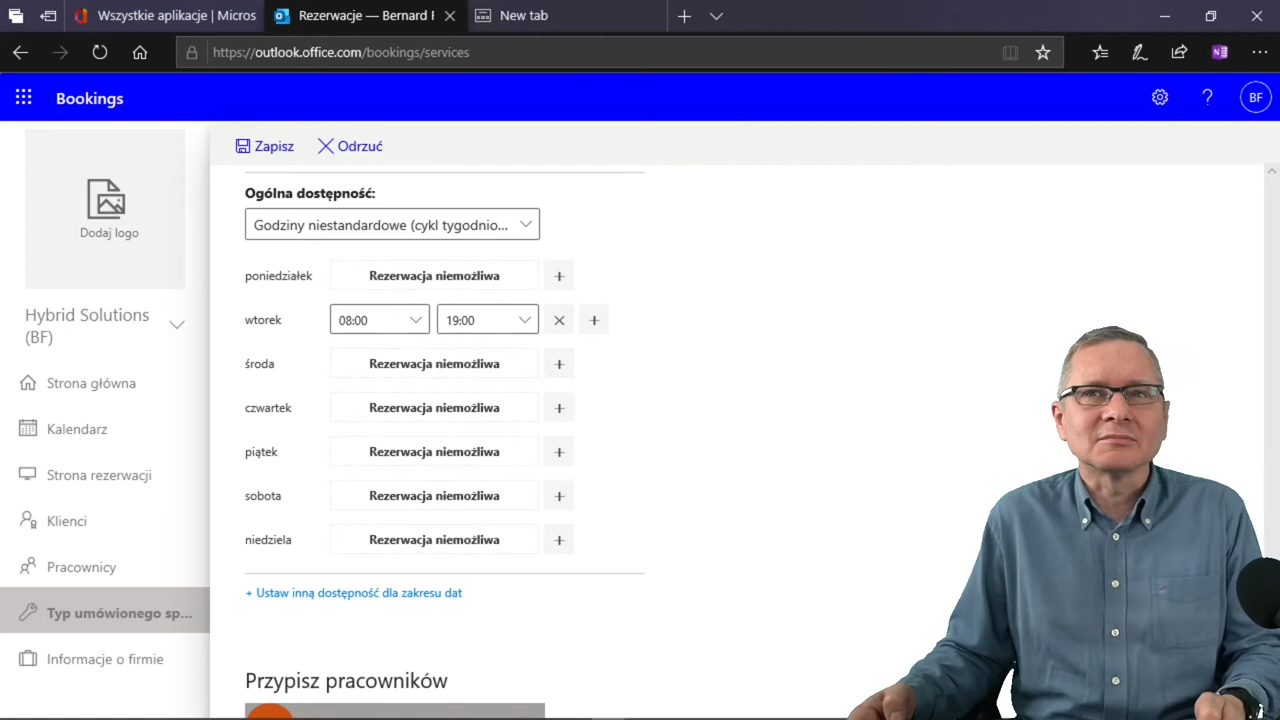 Wszystkie aplikacje | Micros
Rezerwacje — Bernard F
New tab
https://outlook.office.com/bookings/services
Bookings
BF
Zapisz
Odrzuć
Dodaj logo
Hybrid Solutions
(BF)
Strona główna
Kalendarz
Strona rezerwacji
Klienci
Pracownicy
Typ umówionego sp...
Informacje o firmie
Ogólna dostępność:
Godziny niestandardowe (cykl tygodnio...
poniedziałek Rezerwacja niemożliwa
wtorek 08:00 19:00
środa Rezerwacja niemożliwa
czwartek Rezerwacja niemożliwa
piątek Rezerwacja niemożliwa
sobota Rezerwacja niemożliwa
niedziela Rezerwacja niemożliwa
+ Ustaw inną dostępność dla zakresu dat
Przypisz pracowników